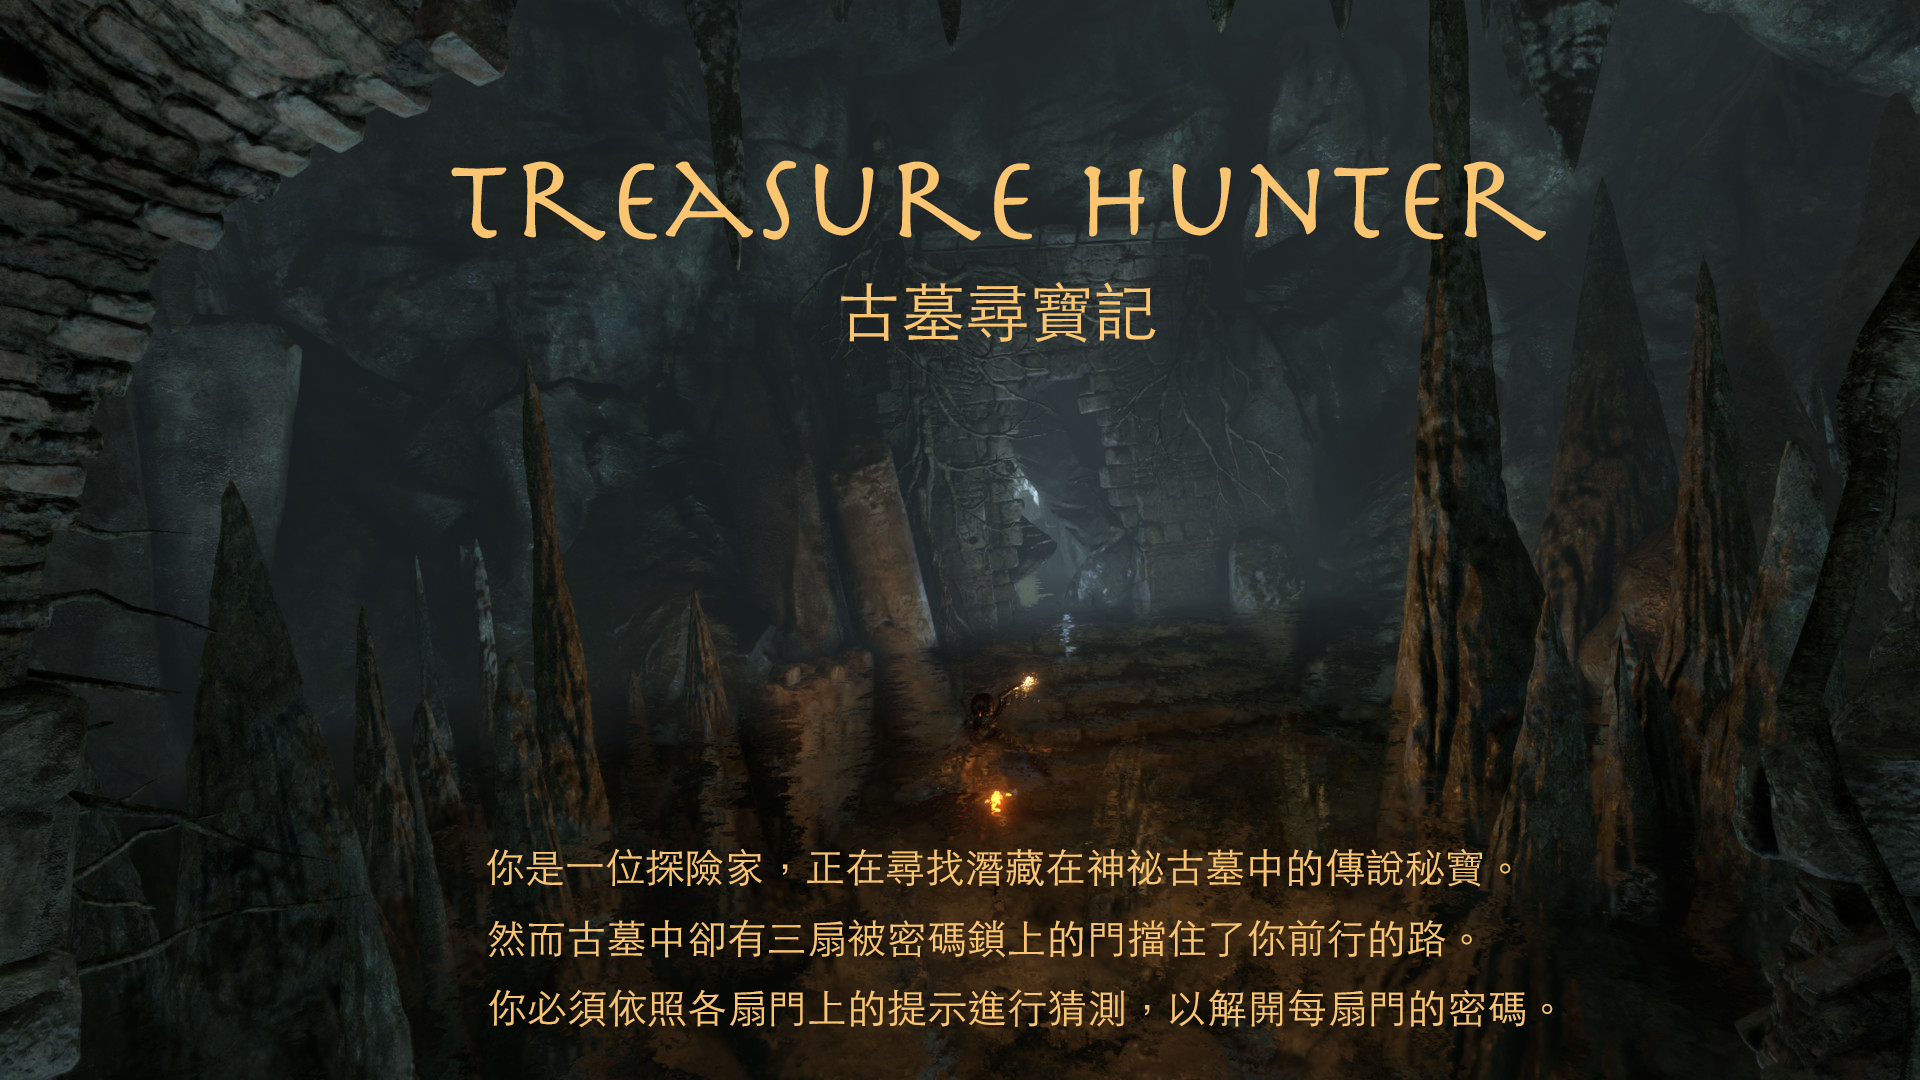 TREASURE HUNTER
古墓尋寶記
你是一位探險家，正在尋找潛藏在神祕古墓中的傳說秘寶。
然而古墓中卻有三扇被密碼鎖上的門擋住了你前行的路。
你必須依照各扇門上的提示進行猜測，以解開每扇門的密碼。